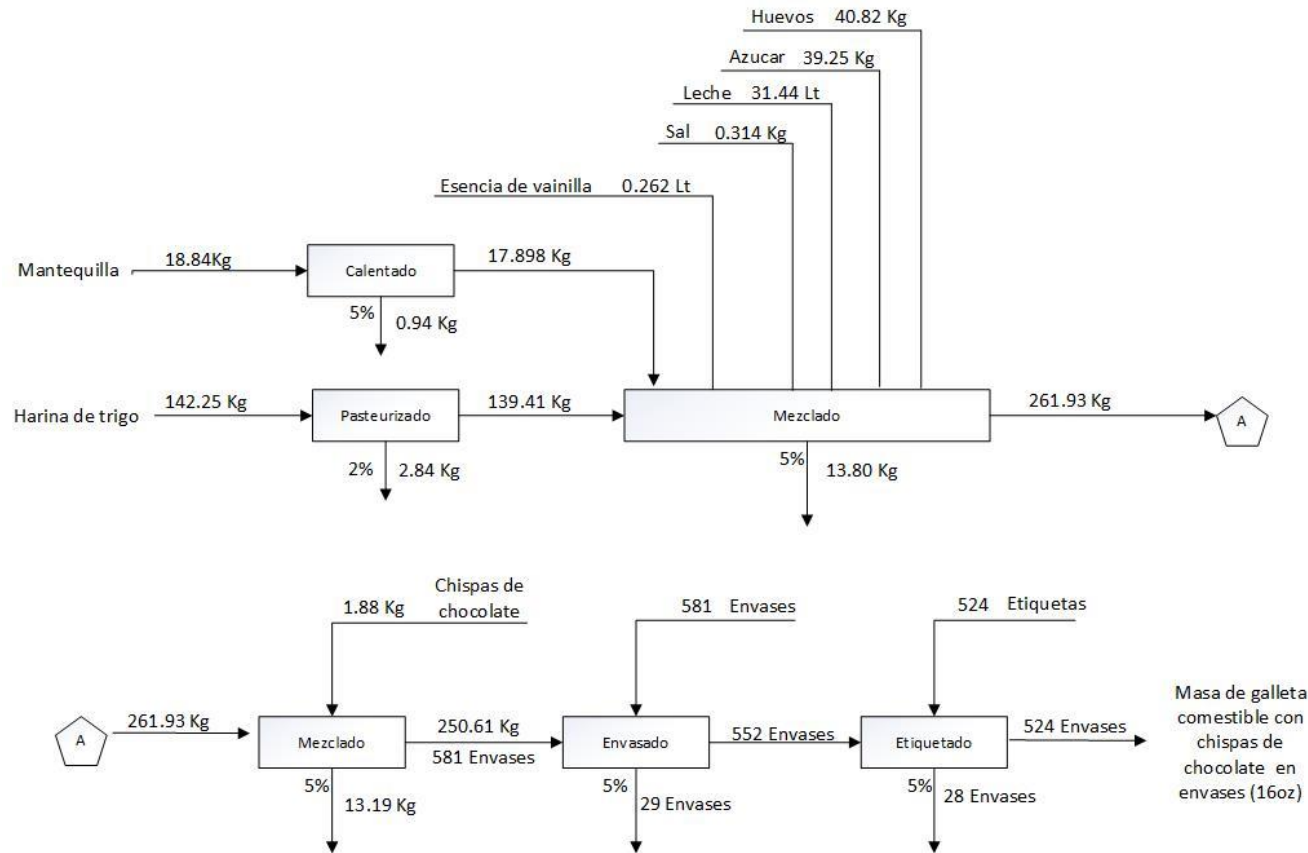 Huevos 40.82 Kg
Azucar 39.25 Kg
Leche 31.44 Lt
Sal 0.314 Kg
Esencia de vainilla 0.262 Lt
Mantequilla
18.84Kg
Calentado
17.898 Kg
5%
0.94 Kg
Harina de trigo
142.25 Kg
Pasteurizado
139.41 Kg
Mezclado
261.93 Kg
A
2%
2.84 Kg
5%
13.80 Kg
1.88 Kg
Chispas de
chocolate
581 Envases
524 Etiquetas
A
261.93 Kg
Mezclado
250.61 Kg
581 Envases
Envasado
552 Envases
Etiquetado
524 Envases
Masa de galleta
comestible con
chispas de
chocolate en
envases (16oz)
5%
13.19 Kg
5%
29 Envases
5%
28 Envases